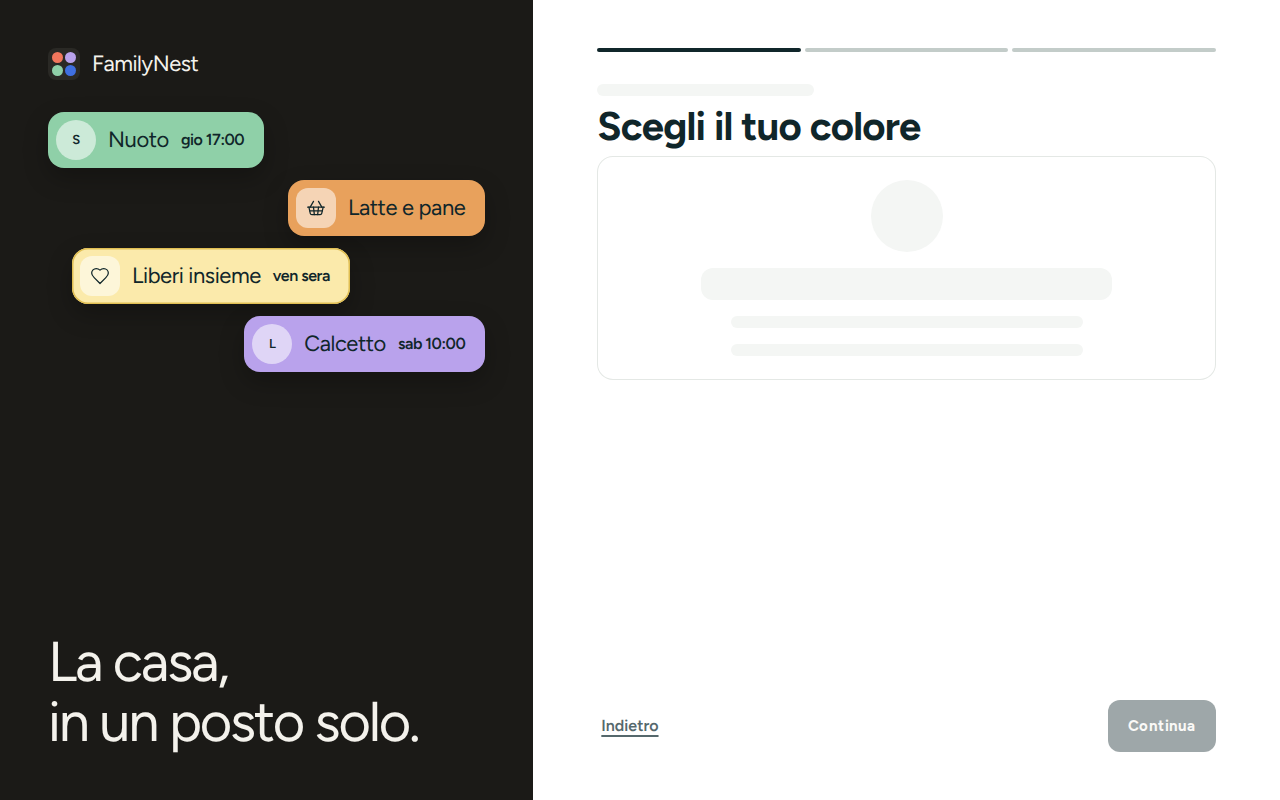 FamilyNest
S Nuoto gio 17:00
Latte e pane
Liberi insieme ven sera
L Calcetto sab 10:00
La casa,
in un posto solo.
Scegli il tuo colore
Indietro
Continua